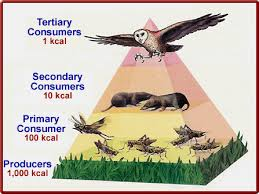 Tertiary
Consumers
1 kcal
Secondary
Consumers
10 kcal
Primary
Consumer
100 kcal
Producers
1,000 kcal